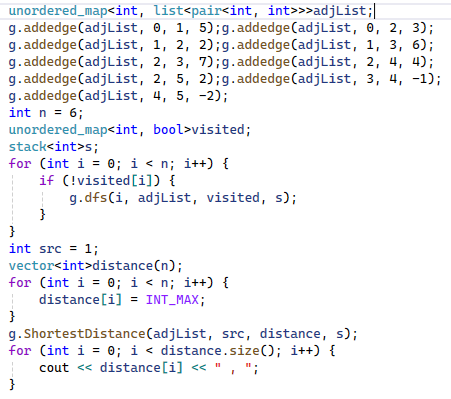 unordered_map<int, list<pair<int, int>>>adjList;
g.addedge(adjList, 0, 1, 5);g.addedge(adjList, 0, 2, 3);
g.addedge(adjList, 1, 2, 2);g.addedge(adjList, 1, 3, 6);
g.addedge(adjList, 2, 3, 7);g.addedge(adjList, 2, 4, 4);
g.addedge(adjList, 2, 5, 2);g.addedge(adjList, 3, 4, -1);
g.addedge(adjList, 4, 5, -2);
int n = 6;
unordered_map<int, bool>visited;
stack<int>s;
for (int i = 0; i < n; i++) {
    if (!visited[i]) {
        g.dfs(i, adjList, visited, s);
    }
}
int src = 1;
vector<int>distance(n);
for (int i = 0; i < n; i++) {
    distance[i] = INT_MAX;
}
g.ShortestDistance(adjList, src, distance, s);
for (int i = 0; i < distance.size(); i++) {
    cout << distance[i] << " , ";
}